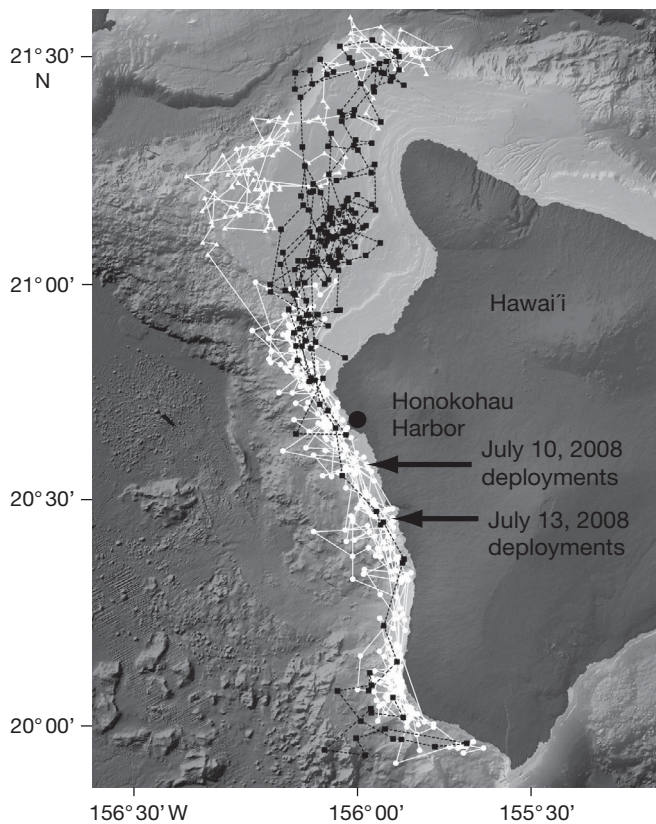 21°30'
N
21°00'
Hawai'i
Honokohau
Harbor
July 10, 2008
deployments
20°30'
July 13, 2008
deployments
20°00'
156°30'W
156°00'
155°30'